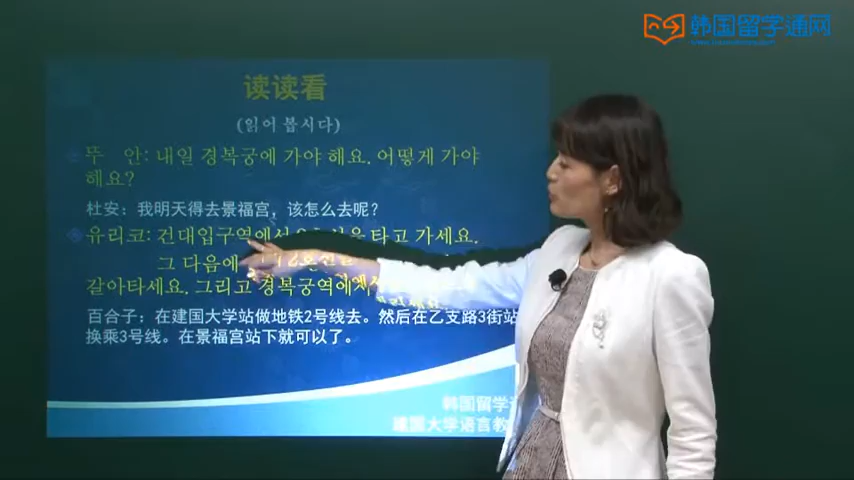 韩国留学通网
读读看
(읽어 봅시다)
뚜 안: 내일 경복궁에 가야 해요. 어떻게 가야
해요?
杜安：我明天得去景福宫，该怎么去呢？
유리코: 건대입구역에서 타고 가세요.
그 다음에
갈아타세요. 그리고 경복궁역에서
百合子：在建国大学站做地铁2号线去。然后在乙支路3街站
换乘3号线。在景福宫站下就可以了。
韩国留学
建国大学语言教